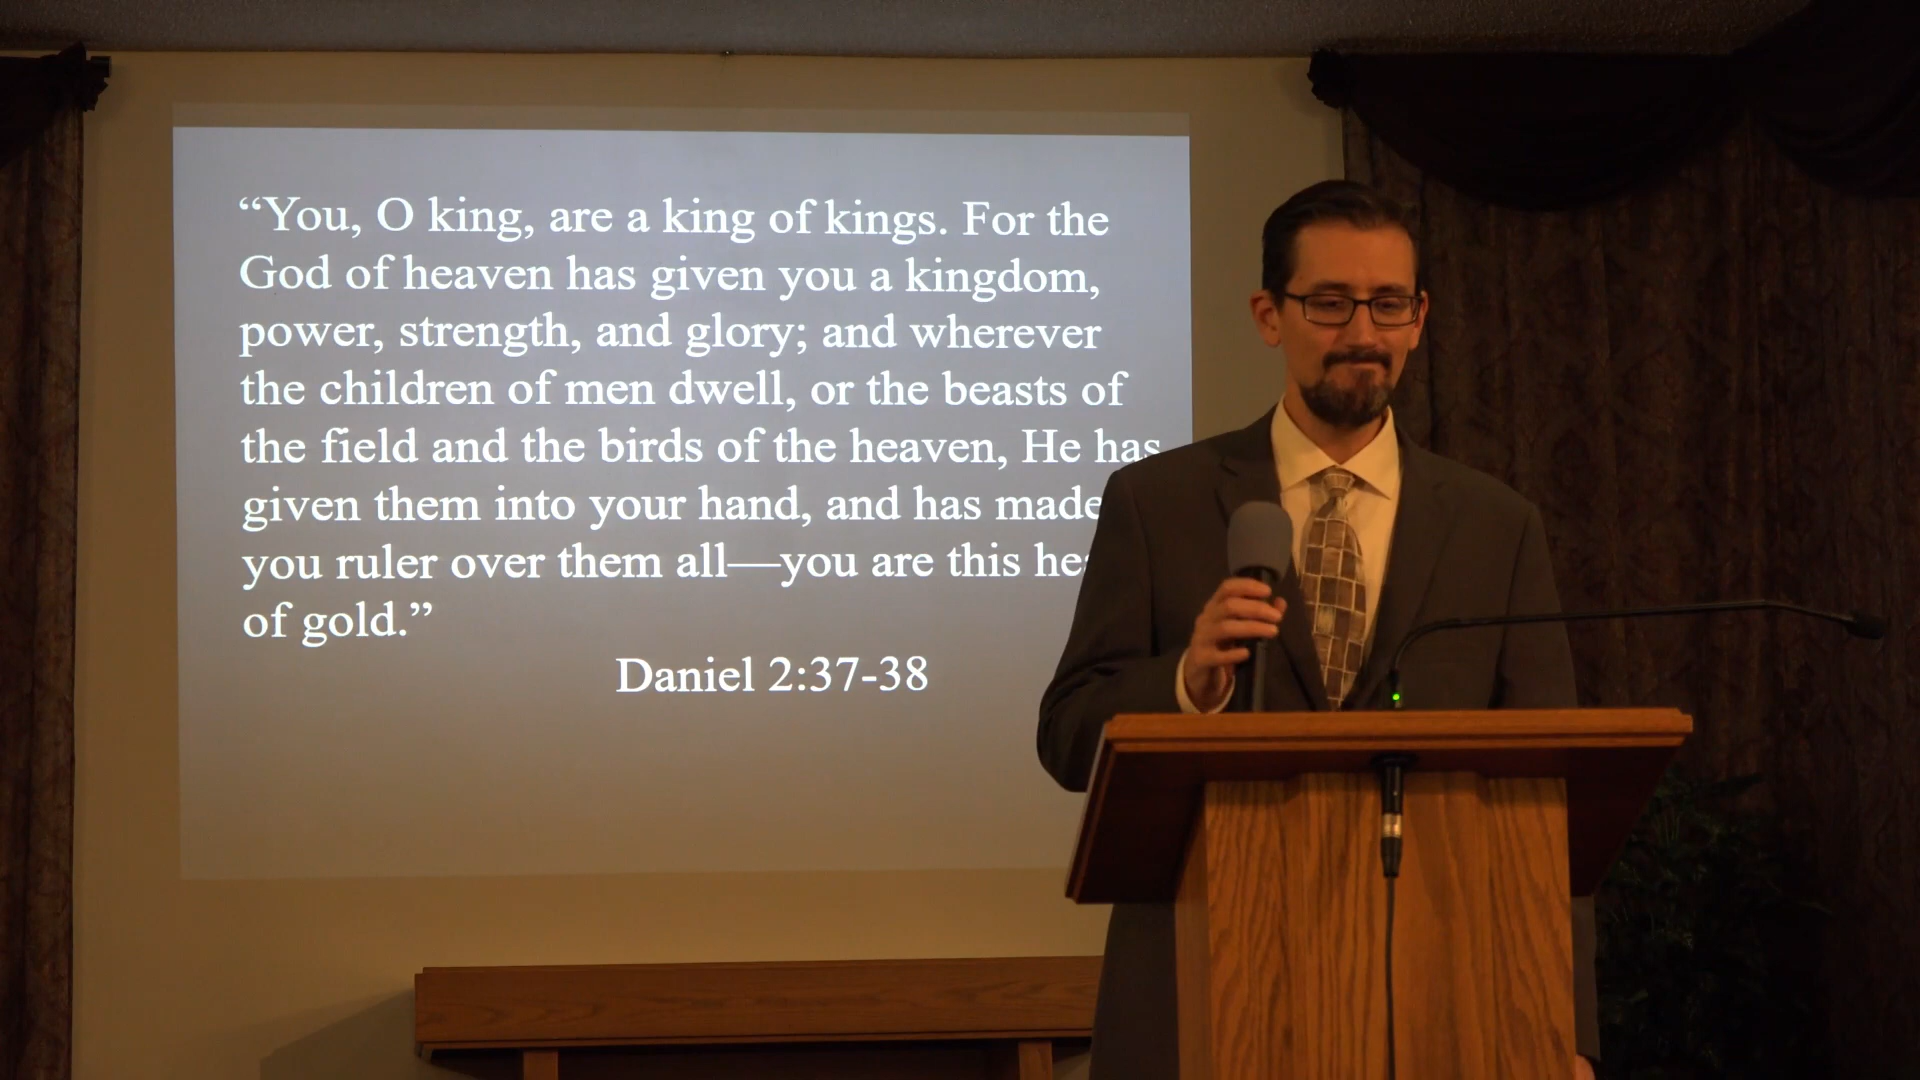 “You, O king, are a king of kings. For the
God of heaven has given you a kingdom,
power, strength, and glory; and wherever
the children of men dwell, or the beasts of
the field and the birds of the heaven, He has
given them into your hand, and has made
you ruler over them all—you are this
of gold.”
Daniel 2:37-38